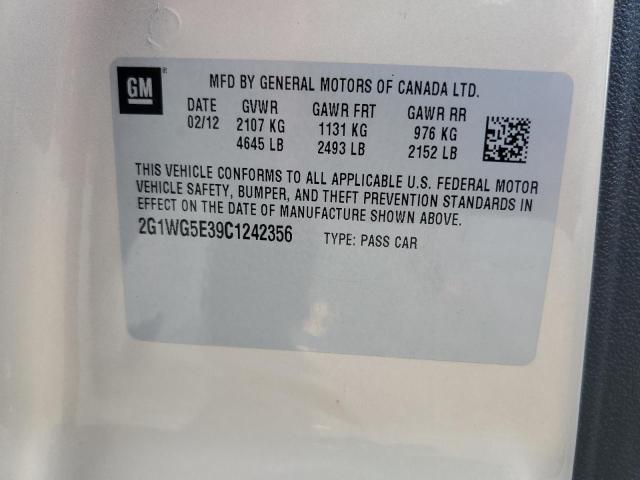 GM
MFD BY GENERAL MOTORS OF CANADA LTD.
DATE GVWR GAWR FRT GAWR RR
02/12 2107 KG 1131 KG 976 KG
4645 LB 2493 LB 2152 LB
THIS VEHICLE CONFORMS TO ALL APPLICABLE U.S. FEDERAL MOTOR
VEHICLE SAFETY, BUMPER, AND THEFT PREVENTION STANDARDS IN
EFFECT ON THE DATE OF MANUFACTURE SHOWN ABOVE.
2G1WG5E39C1242356 TYPE: PASS CAR